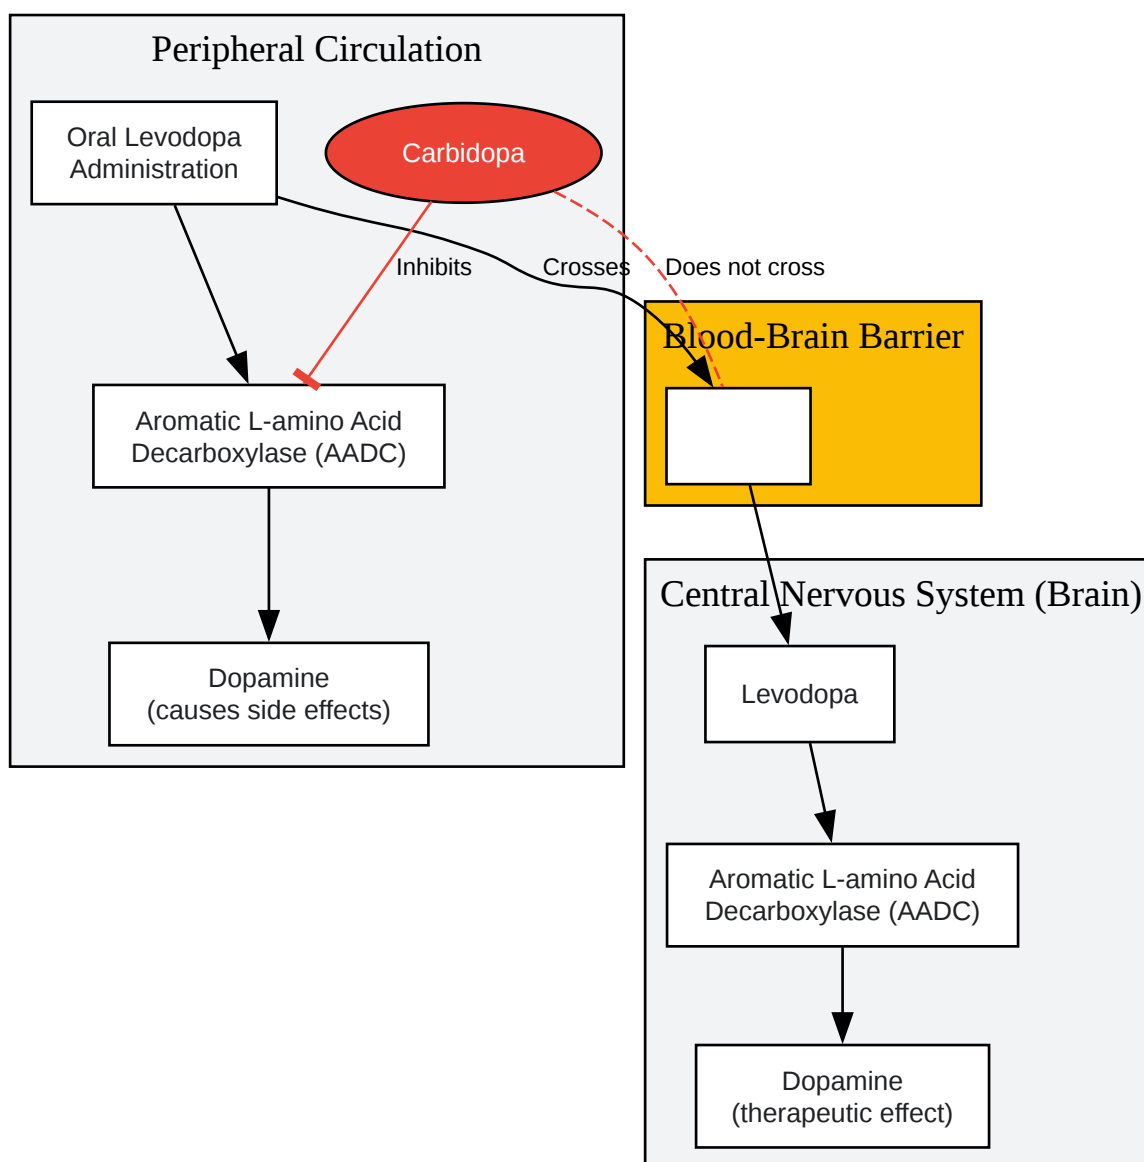 Peripheral Circulation
Oral Levodopa
Administration
Carbidopa
Inhibits
Crosses
Does not cross
Blood-Brain Barrier
Aromatic L-amino Acid
Decarboxylase (AADC)
Dopamine
(causes side effects)
Central Nervous System (Brain)
Levodopa
Aromatic L-amino Acid
Decarboxylase (AADC)
Dopamine
(therapeutic effect)